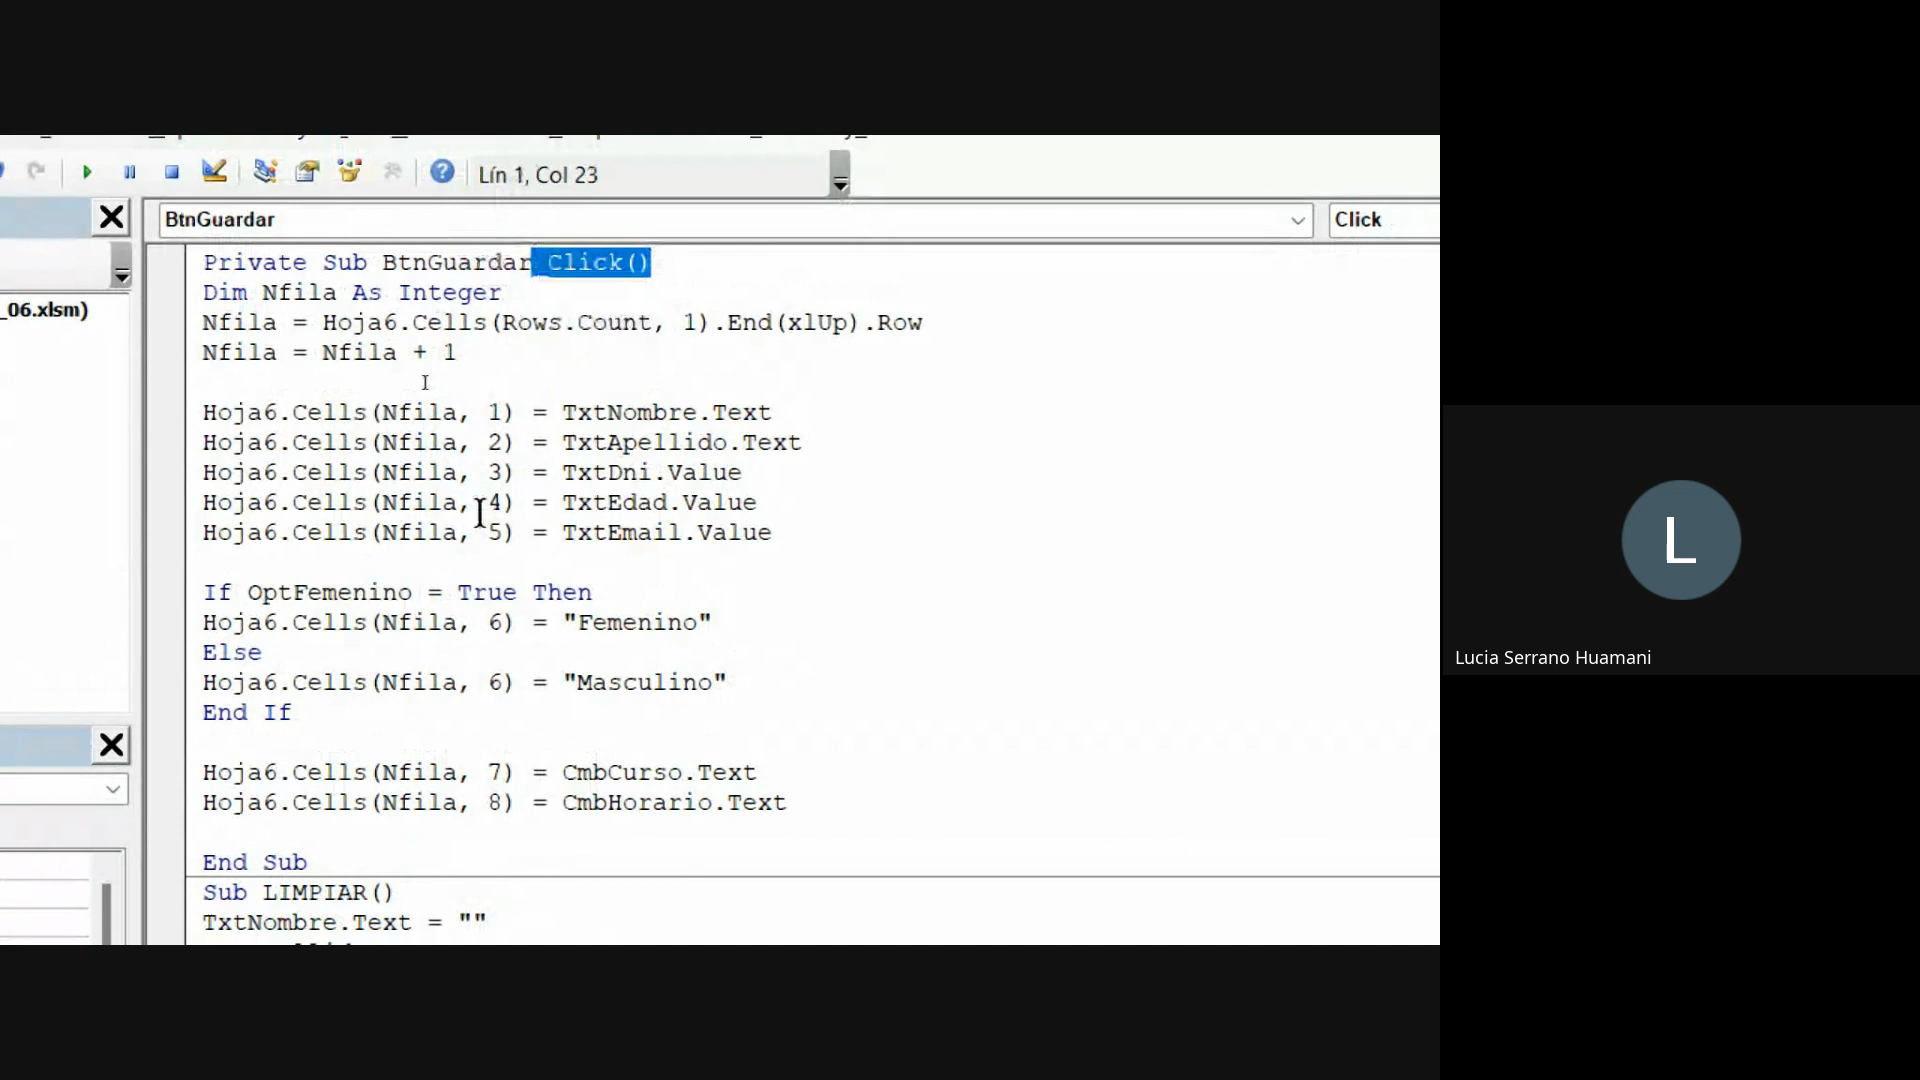 Lín 1, Col 23
BtnGuardar
Click
_06.xlsm)
Private Sub BtnGuardar_Click()
Dim Nfila As Integer
Nfila = Hoja6.Cells(Rows.Count, 1).End(xlUp).Row
Nfila = Nfila + 1
Hoja6.Cells(Nfila, 1) = TxtNombre.Text
Hoja6.Cells(Nfila, 2) = TxtApellido.Text
Hoja6.Cells(Nfila, 3) = TxtDni.Value
Hoja6.Cells(Nfila, 4) = TxtEdad.Value
Hoja6.Cells(Nfila, 5) = TxtEmail.Value
If OptFemenino = True Then
Hoja6.Cells(Nfila, 6) = "Femenino"
Else
Hoja6.Cells(Nfila, 6) = "Masculino"
End If
Hoja6.Cells(Nfila, 7) = CmbCurso.Text
Hoja6.Cells(Nfila, 8) = CmbHorario.Text
End Sub
Sub LIMPIAR()
TxtNombre.Text = ""
L
Lucia Serrano Huamani